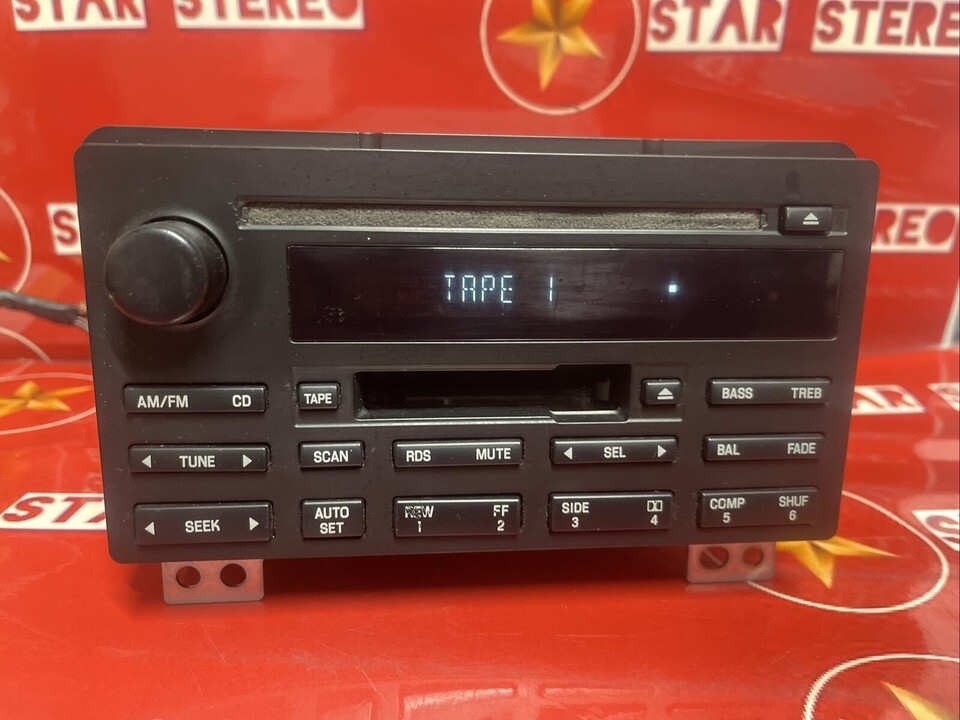 STAR STEREO
STAR STEREO
STEREO
TAPE 1
AM/FM CD
TAPE
BASS TREB
TUNE
SCAN
RDS MUTE
SEL
BAL FADE
SEEK
AUTO
SET
REW
1
FF
2
SIDE
3
4
COMP
5
SHUF
6